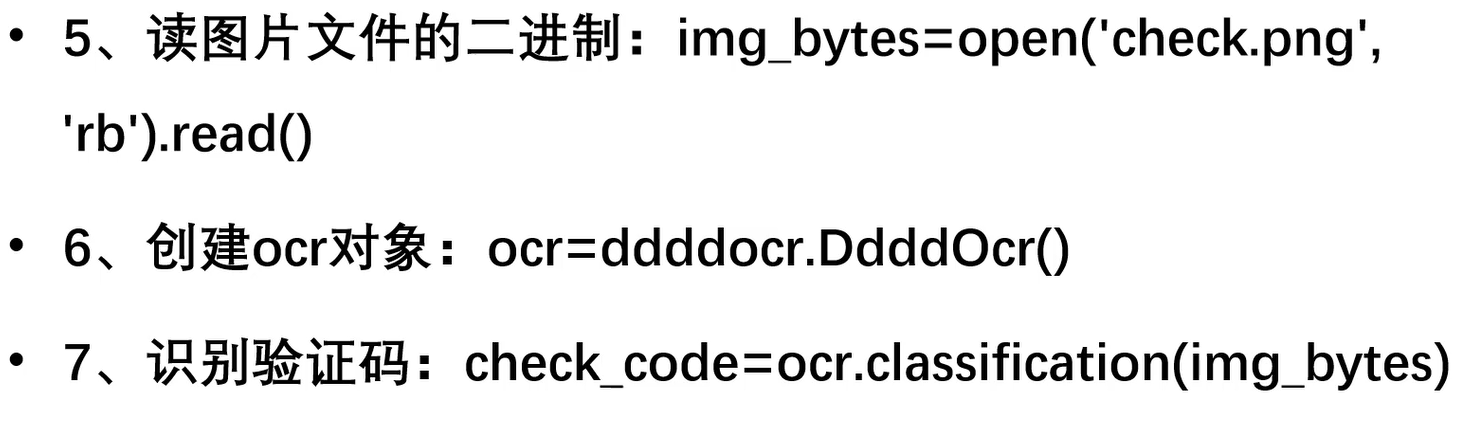 • 5、读图片文件的二进制：img_bytes=open('check.png',
'rb').read()
• 6、创建ocr对象：ocr=ddddocr.DdddOcr()
• 7、识别验证码：check_code=ocr.classification(img_bytes)